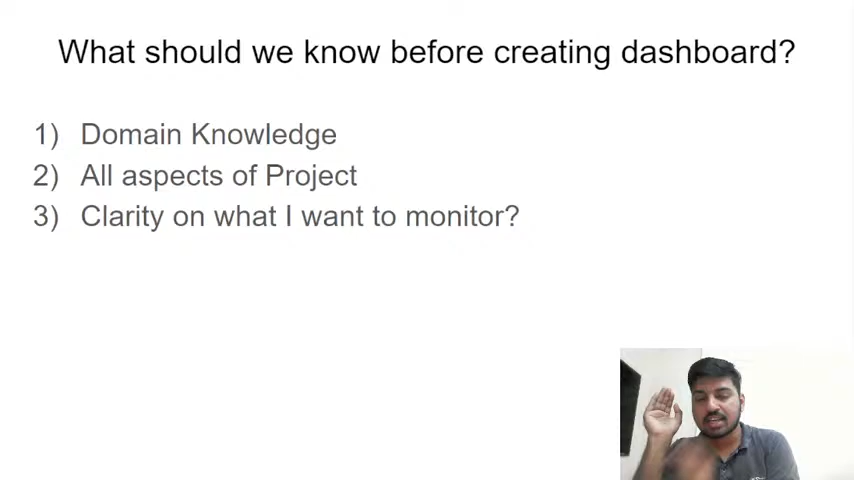 What should we know before creating dashboard?
1) Domain Knowledge
2) All aspects of Project
3) Clarity on what I want to monitor?